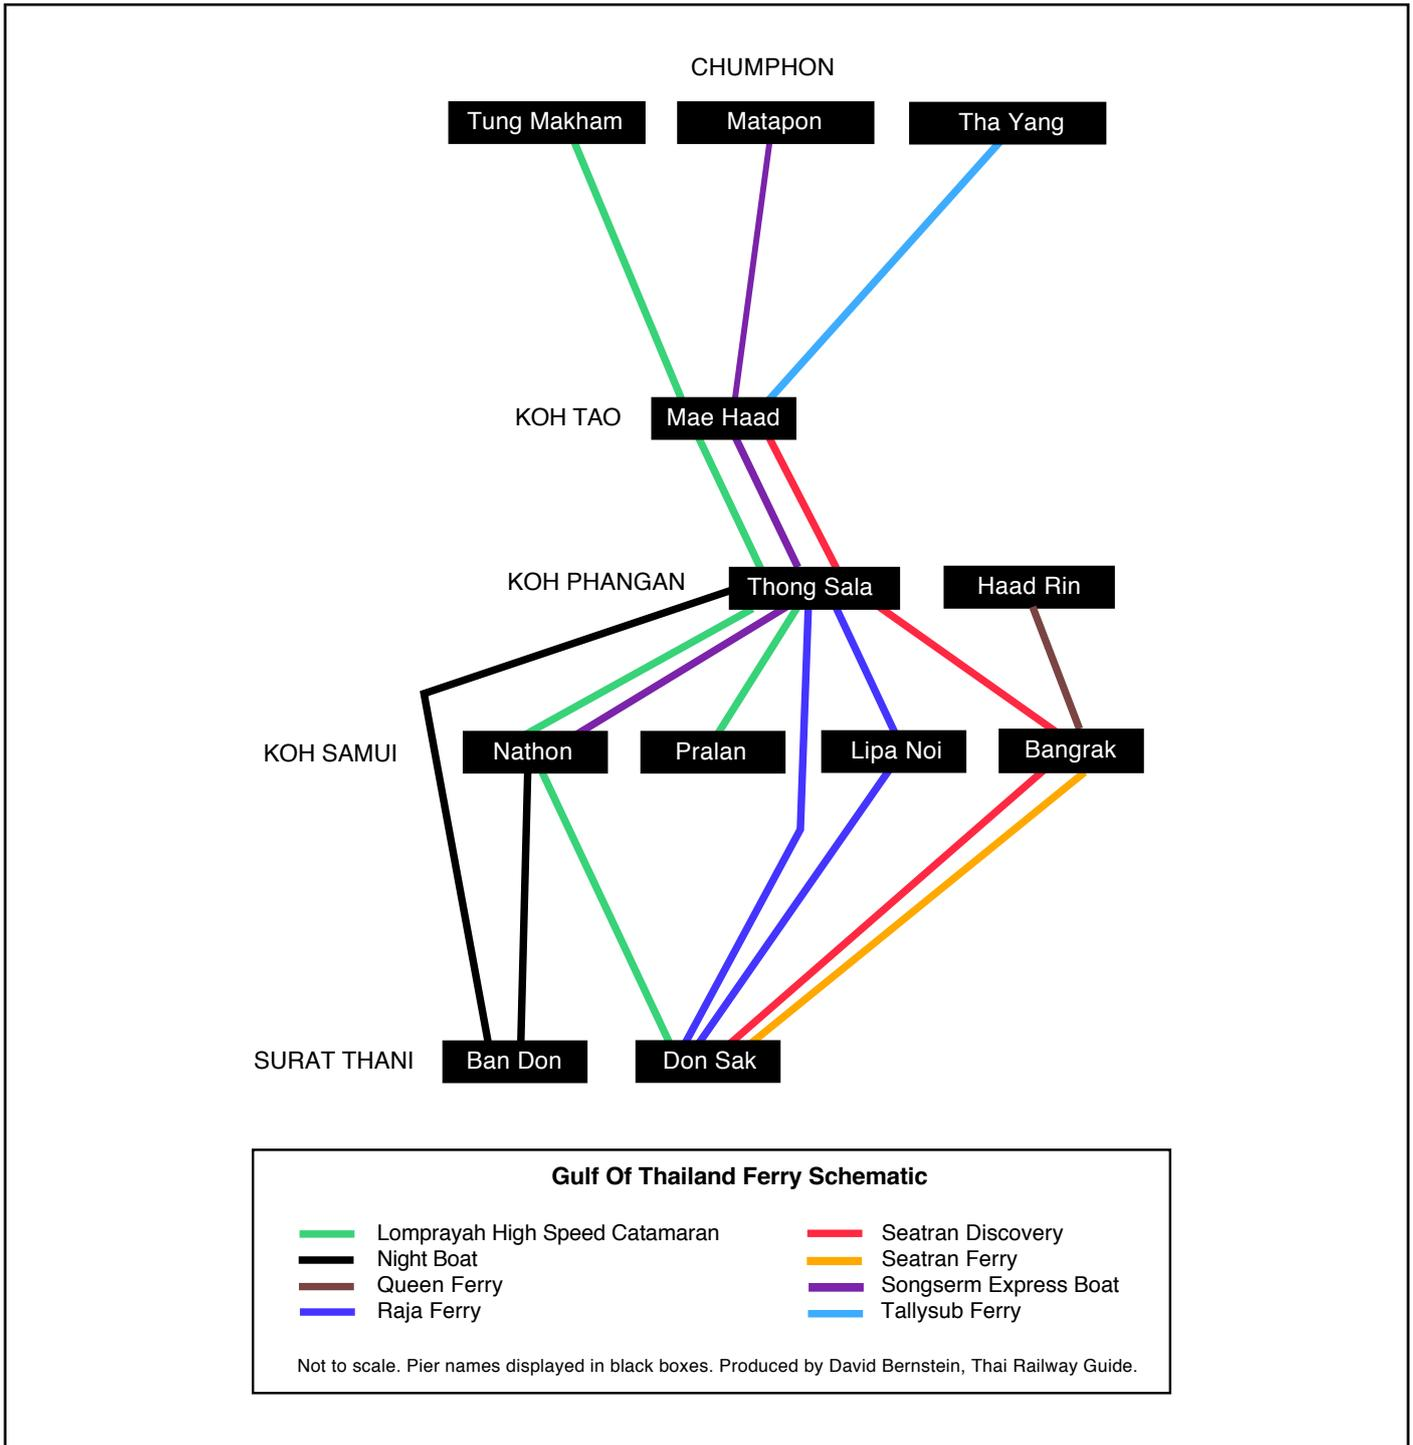 CHUMPHON
Tung Makham
Matapon
Tha Yang
KOH TAO
Mae Haad
KOH PHANGAN
Thong Sala
Haad Rin
KOH SAMUI
Nathon
Pralan
Lipa Noi
Bangrak
SURAT THANI
Ban Don
Don Sak
Gulf Of Thailand Ferry Schematic
Lomprayah High Speed Catamaran
Night Boat
Queen Ferry
Raja Ferry
Seatran Discovery
Seatran Ferry
Songserm Express Boat
Tallysub Ferry
Not to scale. Pier names displayed in black boxes. Produced by David Bernstein, Thai Railway Guide.